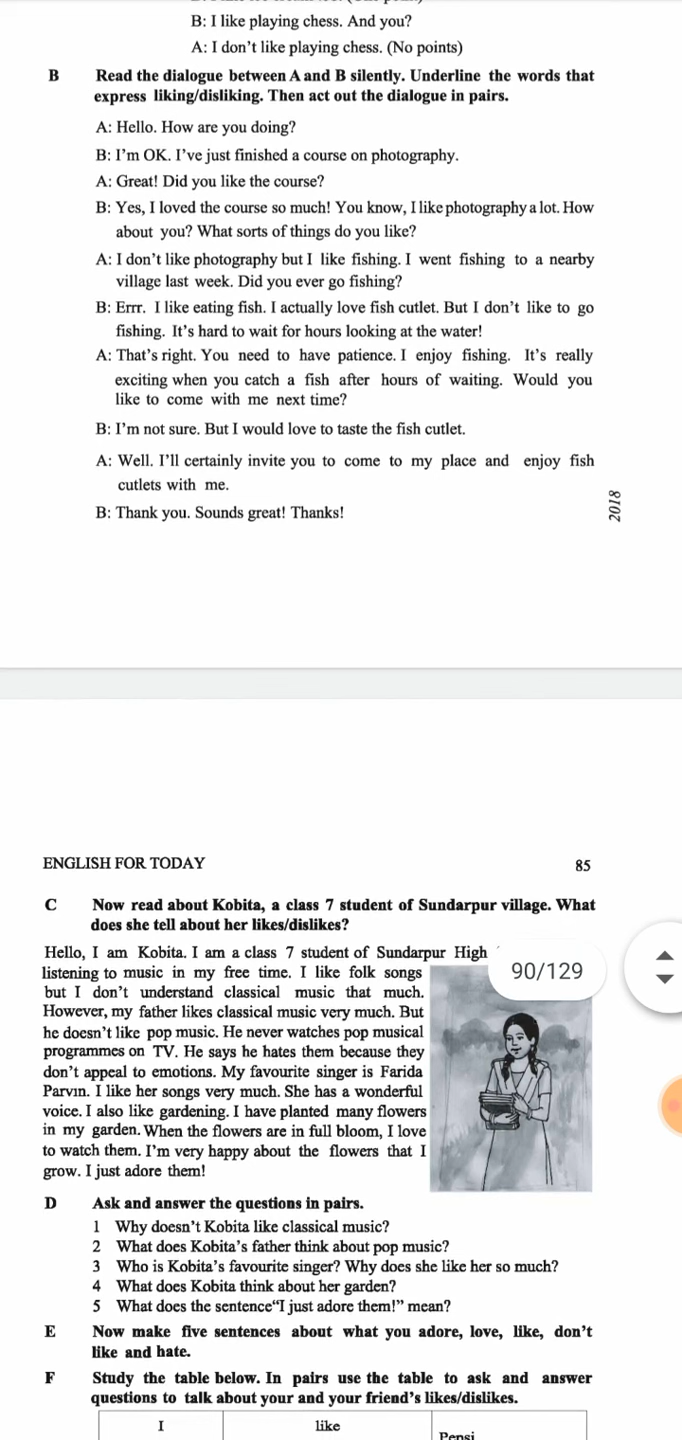 B: I like playing chess. And you?
A: I don't like playing chess. (No points)
B Read the dialogue between A and B silently. Underline the words that
express liking/disliking. Then act out the dialogue in pairs.
A: Hello. How are you doing?
B: I'm OK. I've just finished a course on photography.
A: Great! Did you like the course?
B: Yes, I loved the course so much! You know, I like photography a lot. How
about you? What sorts of things do you like?
A: I don't like photography but I like fishing. I went fishing to a nearby
village last week. Did you ever go fishing?
B: Errr. I like eating fish. I actually love fish cutlet. But I don't like to go
fishing. It's hard to wait for hours looking at the water!
A: That's right. You need to have patience. I enjoy fishing. It's really
exciting when you catch a fish after hours of waiting. Would you
like to come with me next time?
B: I'm not sure. But I would love to taste the fish cutlet.
A: Well. I'll certainly invite you to come to my place and enjoy fish
cutlets with me.
B: Thank you. Sounds great! Thanks!
2018
ENGLISH FOR TODAY 85
C Now read about Kobita, a class 7 student of Sundarpur village. What
does she tell about her likes/dislikes?
Hello, I am Kobita. I am a class 7 student of Sundarpur High
listening to music in my free time. I like folk songs
90/129
but I don't understand classical music that much.
However, my father likes classical music very much. But
he doesn't like pop music. He never watches pop musical
programmes on TV. He says he hates them because they
don't appeal to emotions. My favourite singer is Farida
Parvin. I like her songs very much. She has a wonderful
voice. I also like gardening. I have planted many flowers
in my garden. When the flowers are in full bloom, I love
to watch them. I'm very happy about the flowers that I
grow. I just adore them!
D Ask and answer the questions in pairs.
1 Why doesn't Kobita like classical music?
2 What does Kobita's father think about pop music?
3 Who is Kobita's favourite singer? Why does she like her so much?
4 What does Kobita think about her garden?
5 What does the sentence“I just adore them!” mean?
E Now make five sentences about what you adore, love, like, don't
like and hate.
F Study the table below. In pairs use the table to ask and answer
questions to talk about your and your friend's likes/dislikes.
I like
Pepsi